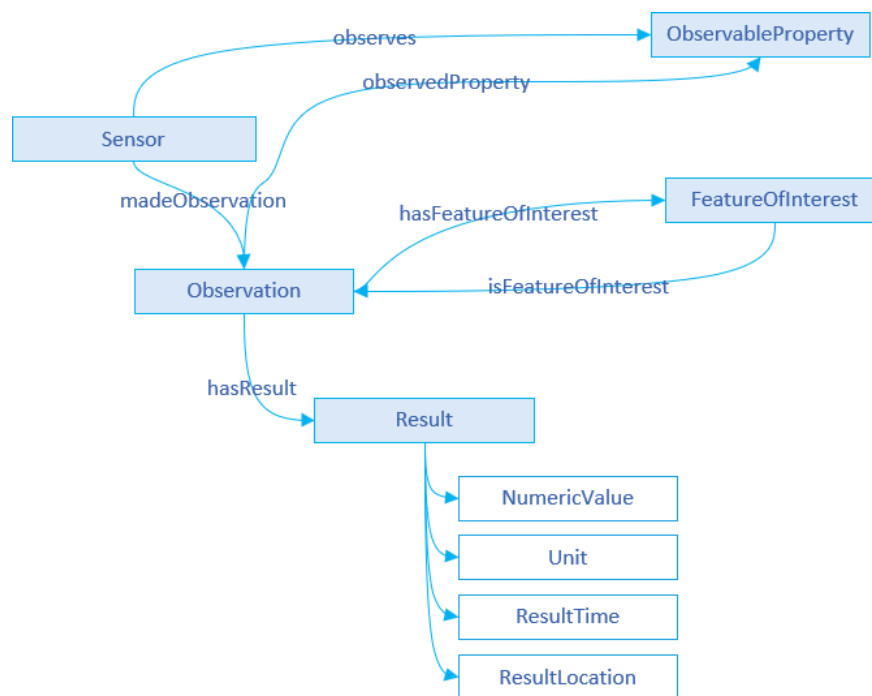 observes
ObservableProperty
observedProperty
Sensor
madeObservation
hasFeatureOfInterest
FeatureOfInterest
Observation
isFeatureOfInterest
hasResult
Result
NumericValue
Unit
ResultTime
ResultLocation